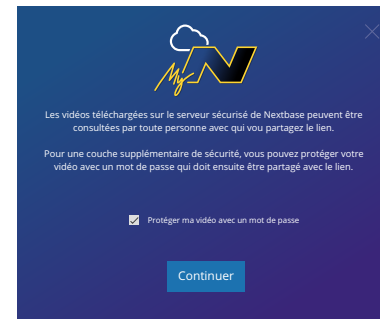 My N
Les vidéos téléchargées sur le serveur sécurisé de Nextbase peuvent être
consultées par toute personne avec qui vou partagez le lien.
Pour une couche supplémentaire de sécurité, vous pouvez protéger votre
vidéo avec un mot de passe qui doit ensuite être partagé avec le lien.
Protéger ma vidéo avec un mot de passe
Continuer